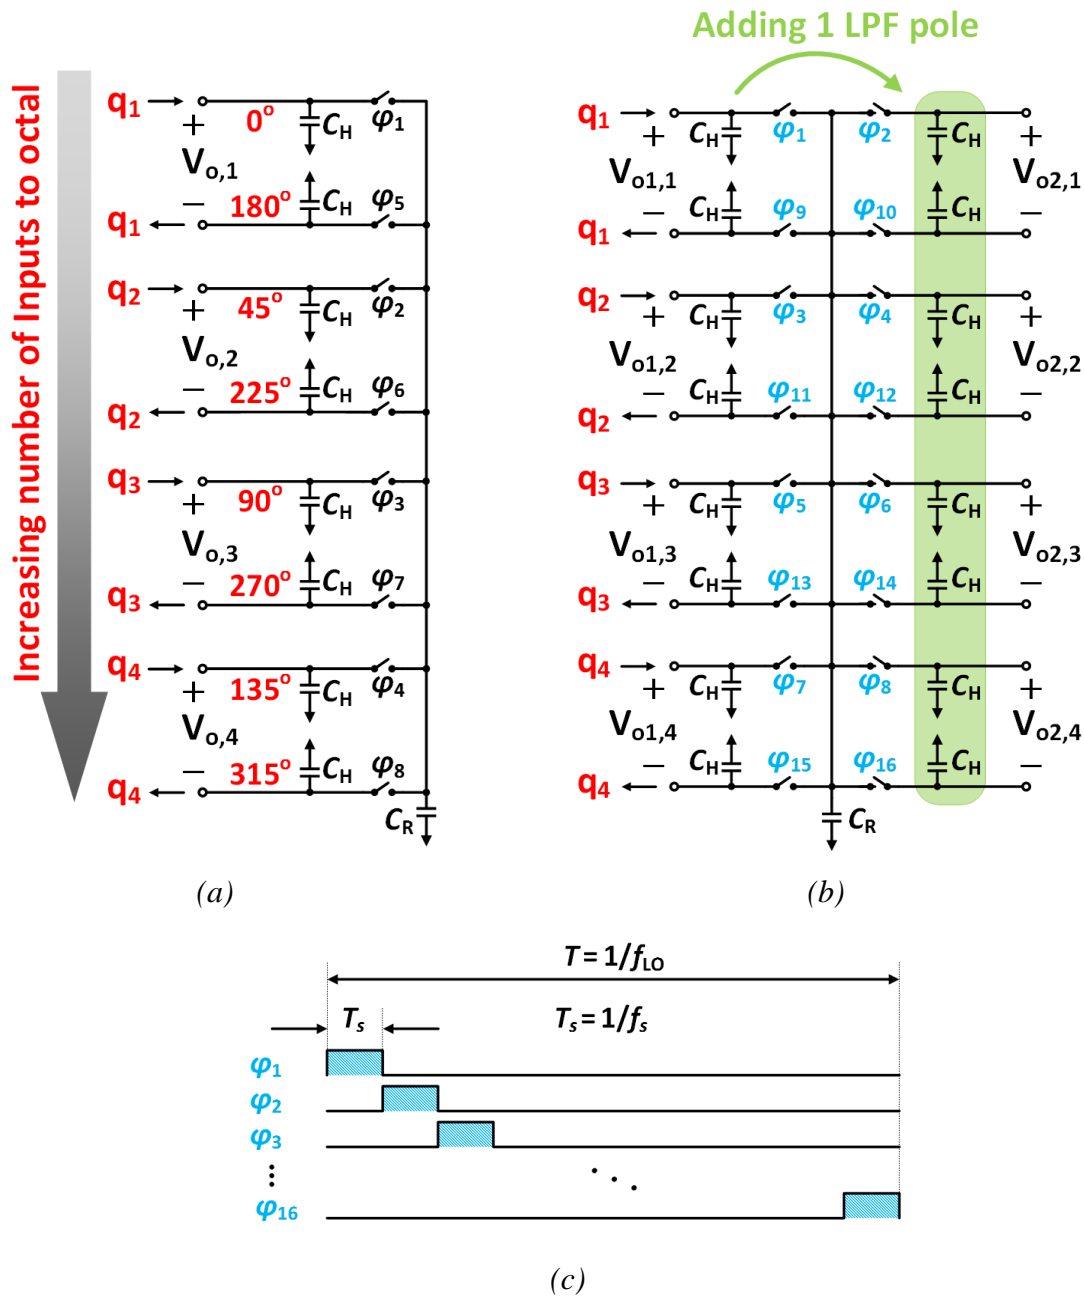 Adding 1 LPF pole
Increasing number of Inputs to octal
q1
0° CH φ1
+
Vo,1
−
180° CH φ5
q1
q2
45° CH φ2
+
Vo,2
−
225° CH φ6
q2
q3
90° CH φ3
+
Vo,3
−
270° CH φ7
q3
q4
135° CH φ4
+
Vo,4
−
315° CH φ8
q4
CR
(a)
q1
+ CH φ1 φ2 CH +
Vo1,1 Vo2,1
− CH φ9 φ10 CH −
q1
q2
+ CH φ3 φ4 CH +
Vo1,2 Vo2,2
− CH φ11 φ12 CH −
q2
q3
+ CH φ5 φ6 CH +
Vo1,3 Vo2,3
− CH φ13 φ14 CH −
q3
q4
+ CH φ7 φ8 CH +
Vo1,4 Vo2,4
− CH φ15 φ16 CH −
q4
CR
(b)
T = 1/fLO
Ts Ts = 1/fs
φ1
φ2
φ3
⋮ . . .
φ16
(c)